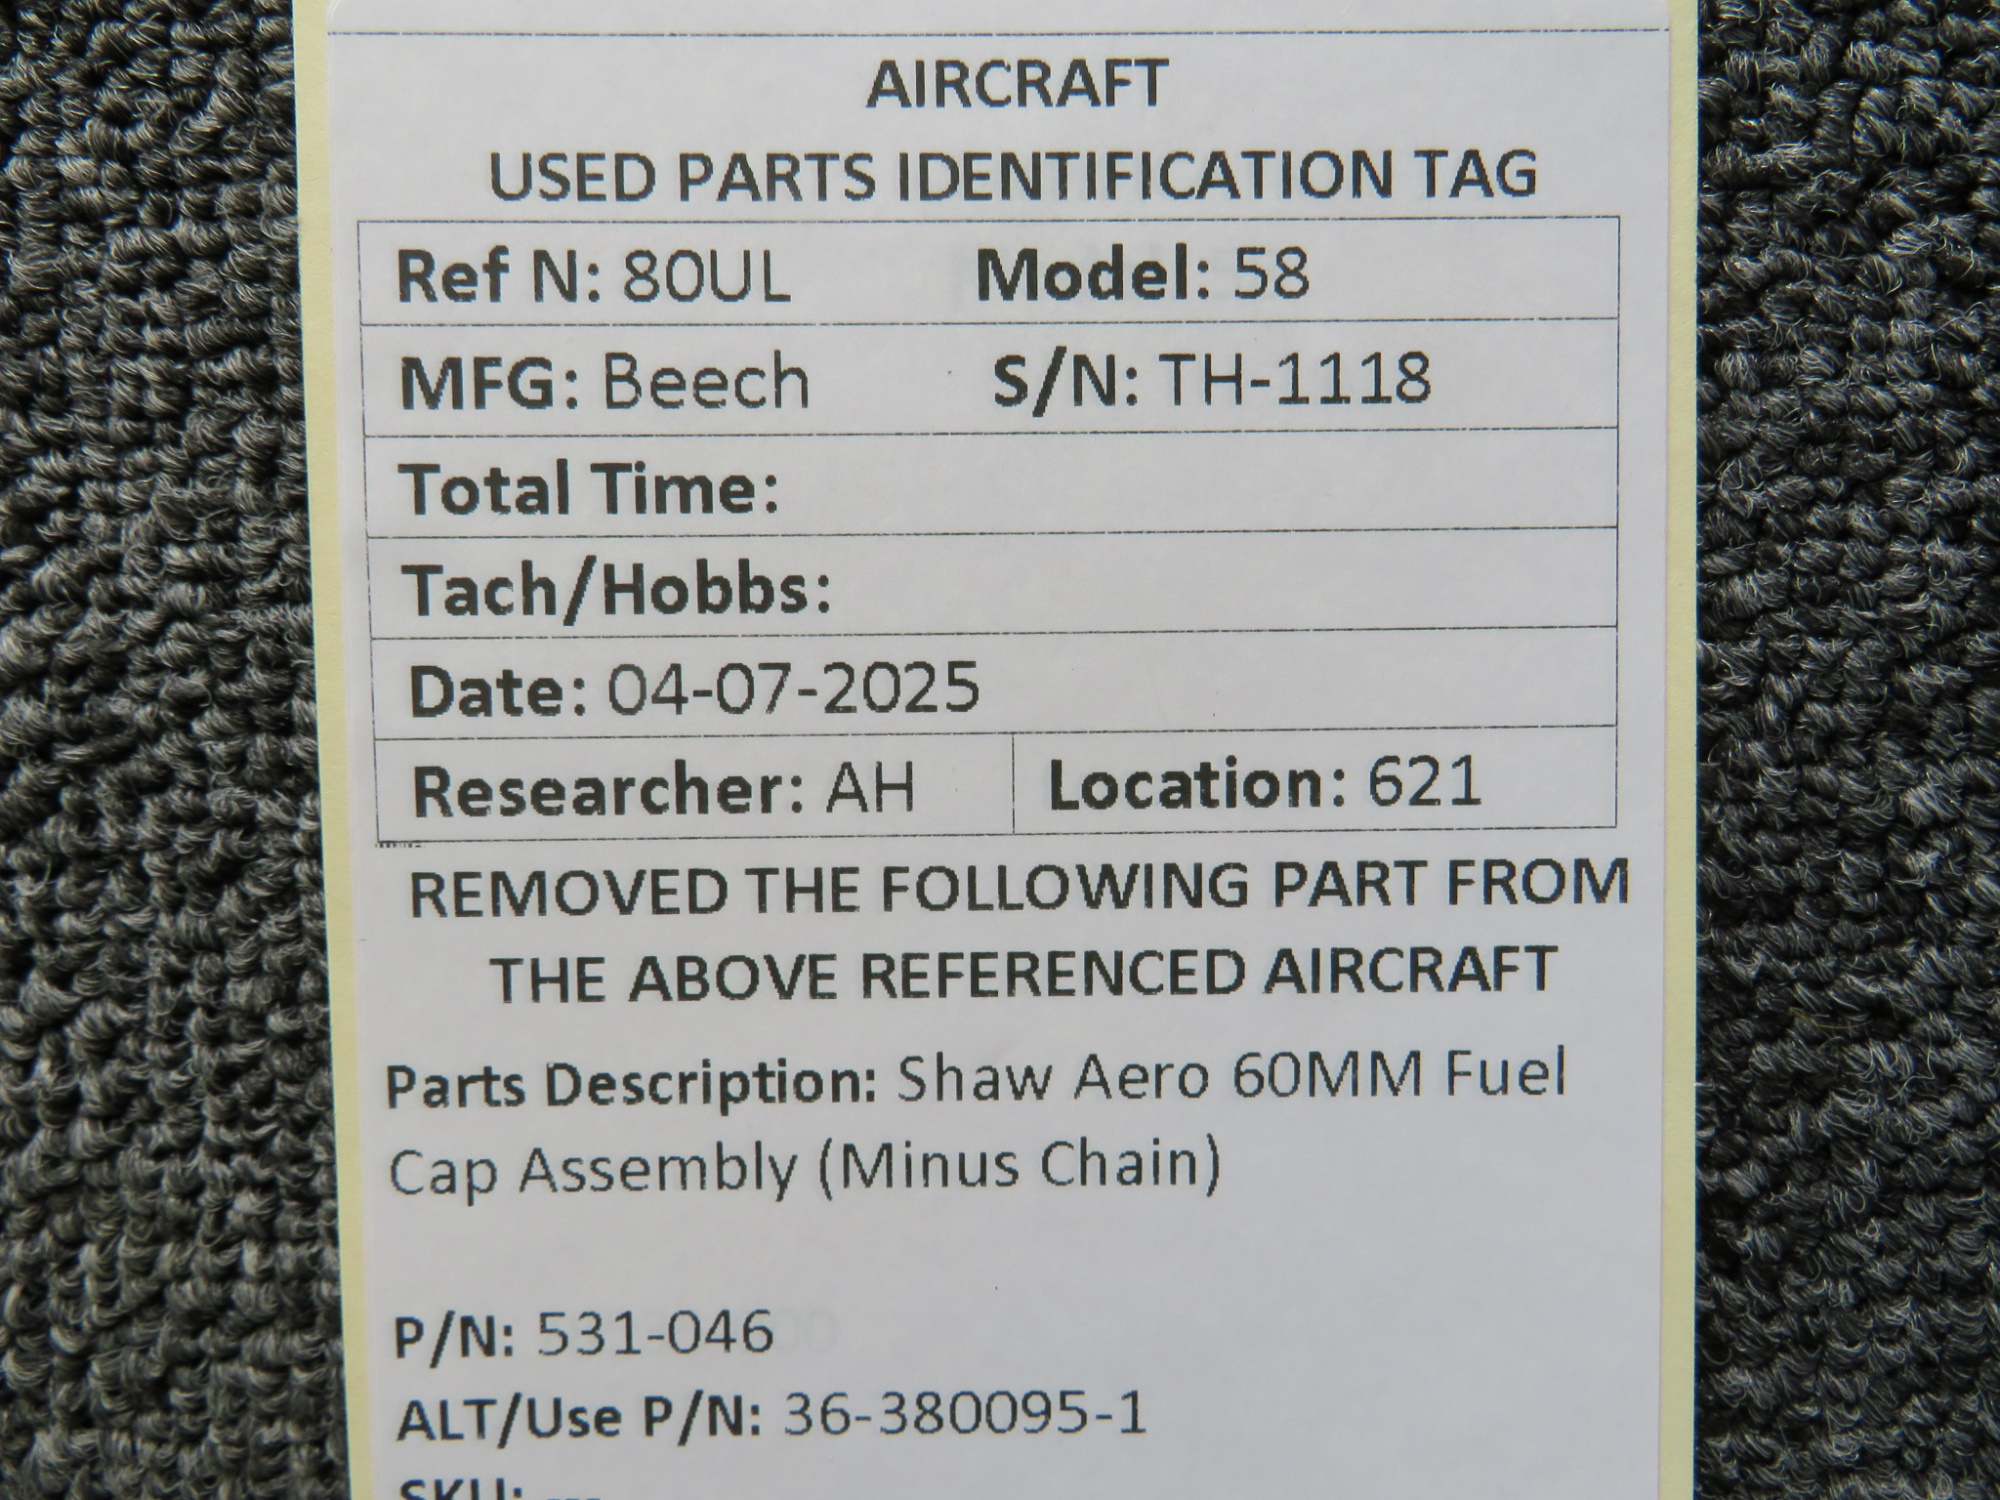 AIRCRAFT
USED PARTS IDENTIFICATION TAG
Ref N: 80UL Model: 58
MFG: Beech S/N: TH-1118
Total Time:
Tach/Hobbs:
Date: 04-07-2025
Researcher: AH Location: 621
REMOVED THE FOLLOWING PART FROM
THE ABOVE REFERENCED AIRCRAFT
Parts Description: Shaw Aero 60MM Fuel
Cap Assembly (Minus Chain)
P/N: 531-046
ALT/Use P/N: 36-380095-1
SKU: